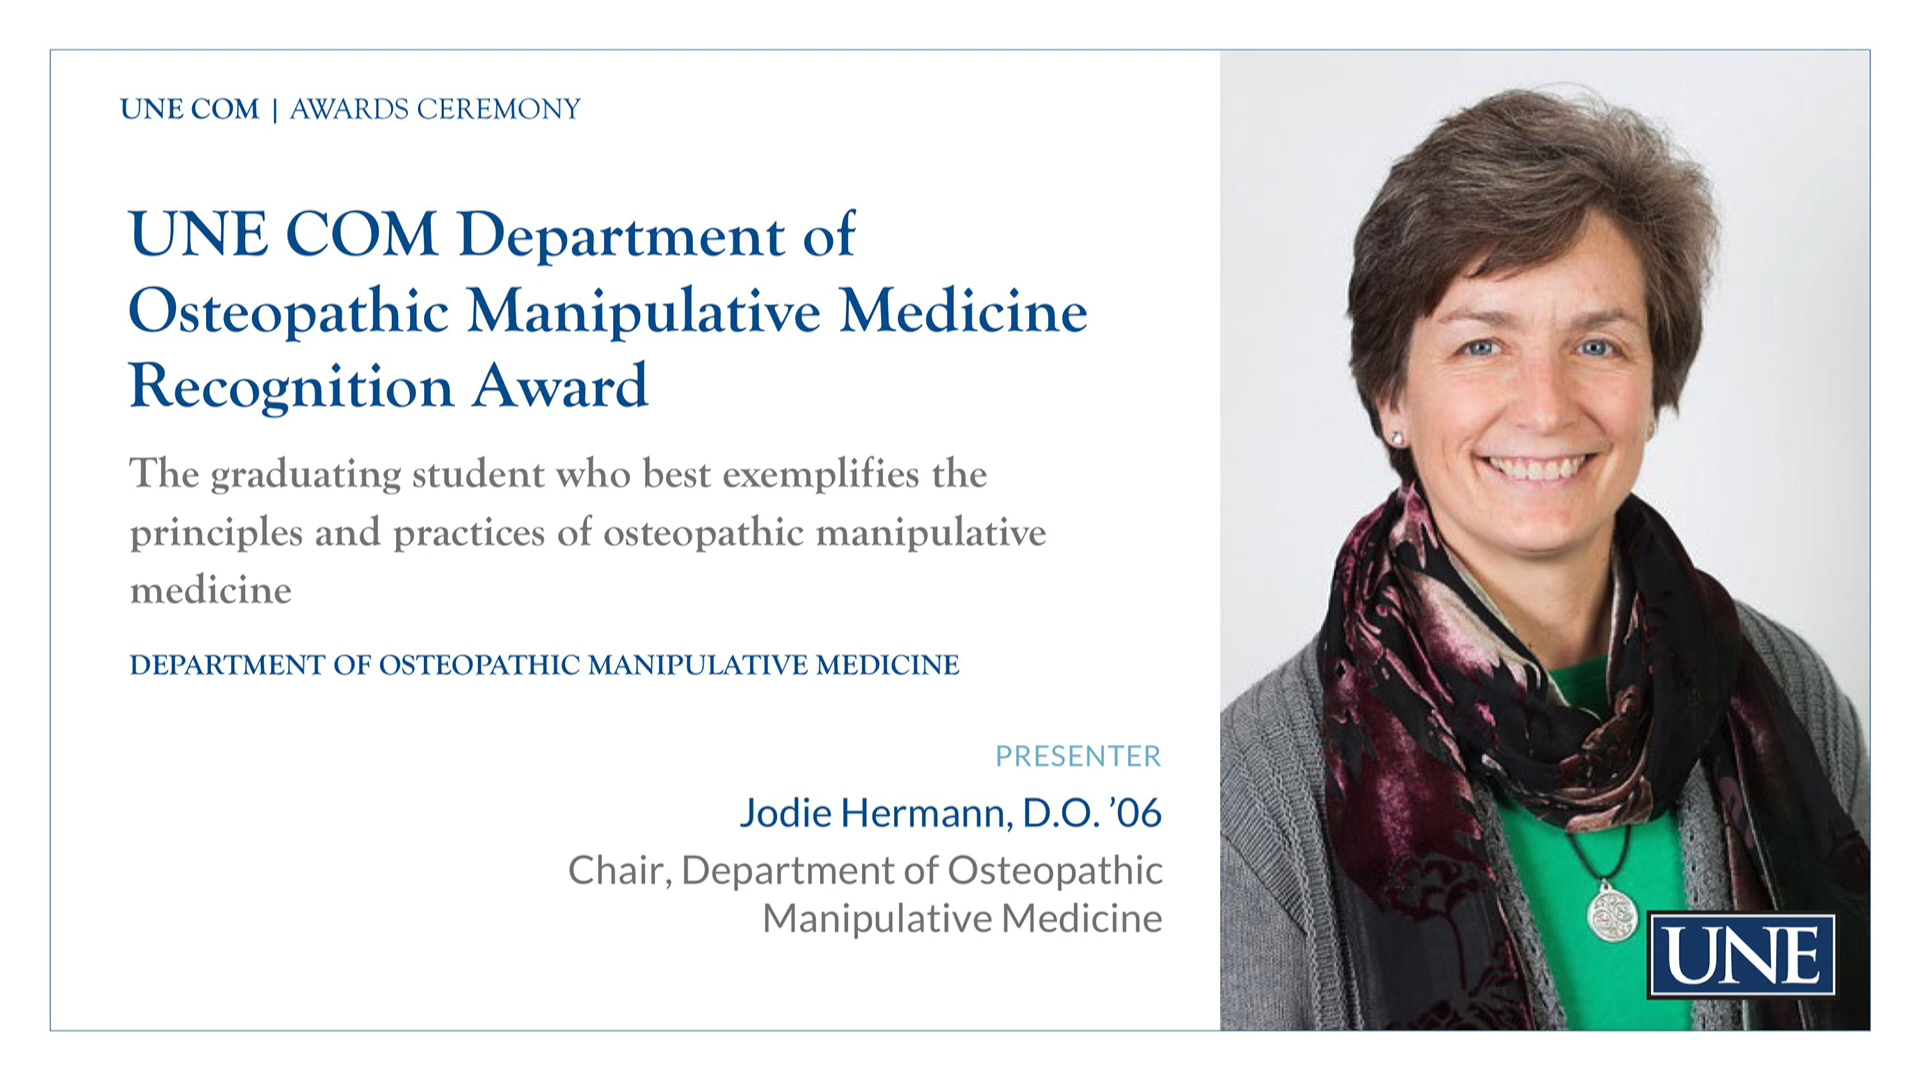 UNE COM | AWARDS CEREMONY
UNE COM Department of
Osteopathic Manipulative Medicine
Recognition Award
The graduating student who best exemplifies the
principles and practices of osteopathic manipulative
medicine
DEPARTMENT OF OSTEOPATHIC MANIPULATIVE MEDICINE
PRESENTER
Jodie Hermann, D.O. ’06
Chair, Department of Osteopathic
Manipulative Medicine
UNE